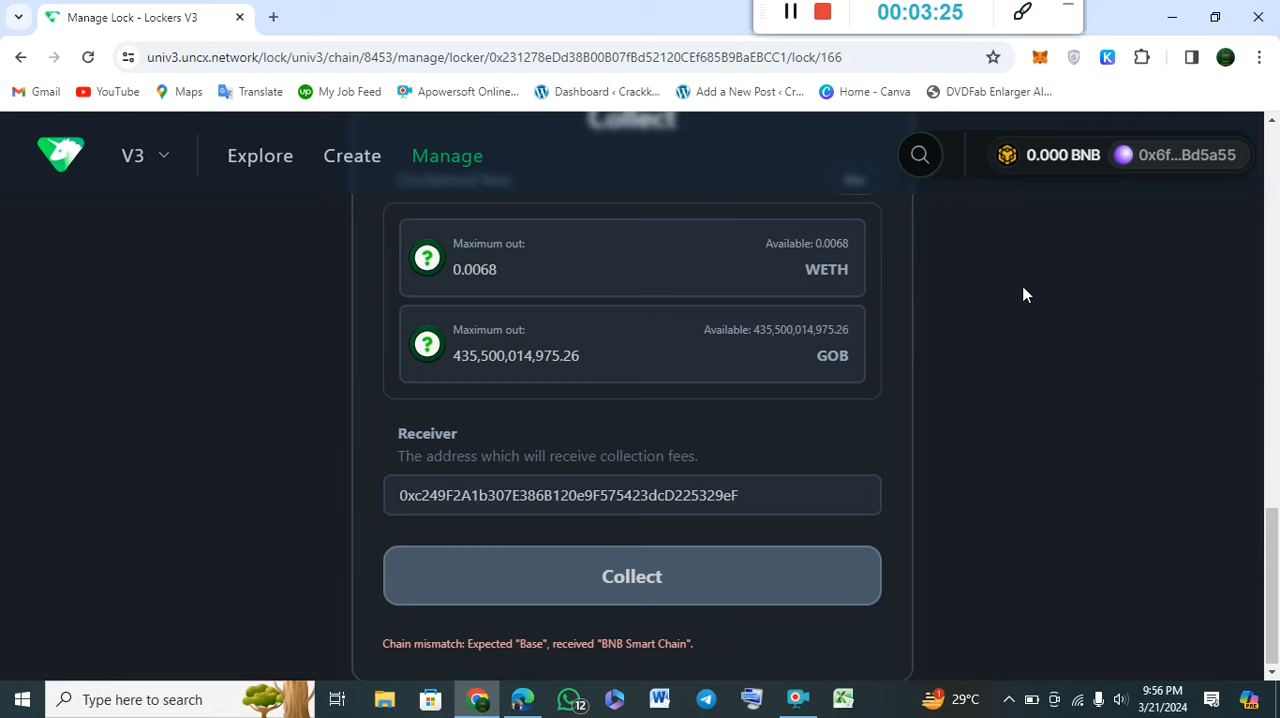 Manage Lock - Lockers V3
00:03:25
univ3.uncx.network/lock/univ3/chain/8453/manage/locker/0x231278eDd38B00B07fBd52120CEf685B9BaEBCC1/lock/166
Gmail YouTube Maps Translate My Job Feed Apowersoft Online... Dashboard ‹ Crackk... Add a New Post ‹ Cr... Home - Canva DVDFab Enlarger AI...
Collect
V3 Explore Create Manage 0.000 BNB 0x6f...Bd5a55
Maximum out: Available: 0.0068
0.0068 WETH
Maximum out: Available: 435,500,014,975.26
435,500,014,975.26 GOB
Receiver
The address which will receive collection fees.
0xc249F2A1b307E386B120e9F575423dcD225329eF
Collect
Chain mismatch: Expected "Base", received "BNB Smart Chain".
Type here to search 12 29°C 9:56 PM
3/21/2024